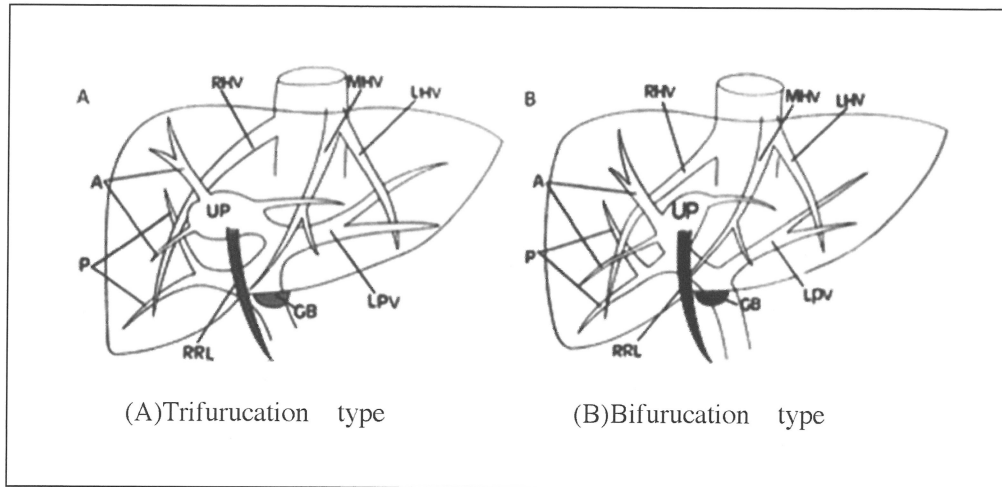 A
RHV
MHV
LHV
A
UP
P
GB
LPV
RRL
(A)Trifurucation type
B
RHV
MHV
LHV
A
UP
P
GB
LPV
RRL
(B)Bifurucation type